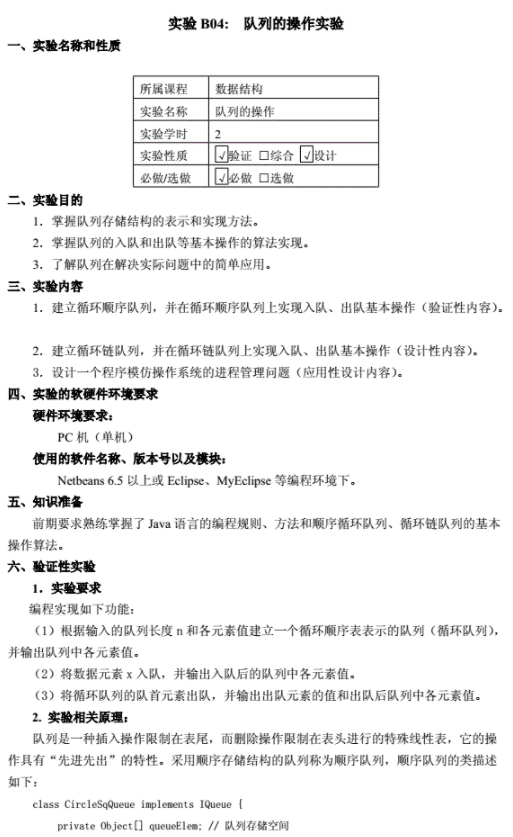 实验 B04： 队列的操作实验
一、实验名称和性质
所属课程 数据结构
实验名称 队列的操作
实验学时 2
实验性质 √验证 □综合 √设计
必做/选做 √必做 □选做
二、实验目的
1．掌握队列存储结构的表示和实现方法。
2．掌握队列的入队和出队等基本操作的算法实现。
3．了解队列在解决实际问题中的简单应用。
三、实验内容
1．建立循环顺序队列，并在循环顺序队列上实现入队、出队基本操作（验证性内容）。
2．建立循环链队列，并在循环链队列上实现入队、出队基本操作（设计性内容）。
3．设计一个程序模仿操作系统的进程管理问题（应用性设计内容）。
四、实验的软硬件环境要求
硬件环境要求：
PC 机（单机）
使用的软件名称、版本号以及模块：
Netbeans 6.5 以上或 Eclipse、MyEclipse 等编程环境下。
五、知识准备
前期要求熟练掌握了 Java 语言的编程规则、方法和顺序循环队列、循环链队列的基本
操作算法。
六、验证性实验
1．实验要求
编程实现如下功能：
（1）根据输入的队列长度 n 和各元素值建立一个循环顺序表表示的队列（循环队列），
并输出队列中各元素值。
（2）将数据元素 x 入队，并输出入队后的队列中各元素值。
（3）将循环队列的队首元素出队，并输出出队元素的值和出队后队列中各元素值。
2. 实验相关原理：
队列是一种插入操作限制在表尾，而删除操作限制在表头进行的特殊线性表，它的操
作具有“先进先出”的特性。采用顺序存储结构的队列称为顺序队列，顺序队列的类描述
如下：
class CircleSqQueue implements IQueue {
private Object[] queueElem; // 队列存储空间